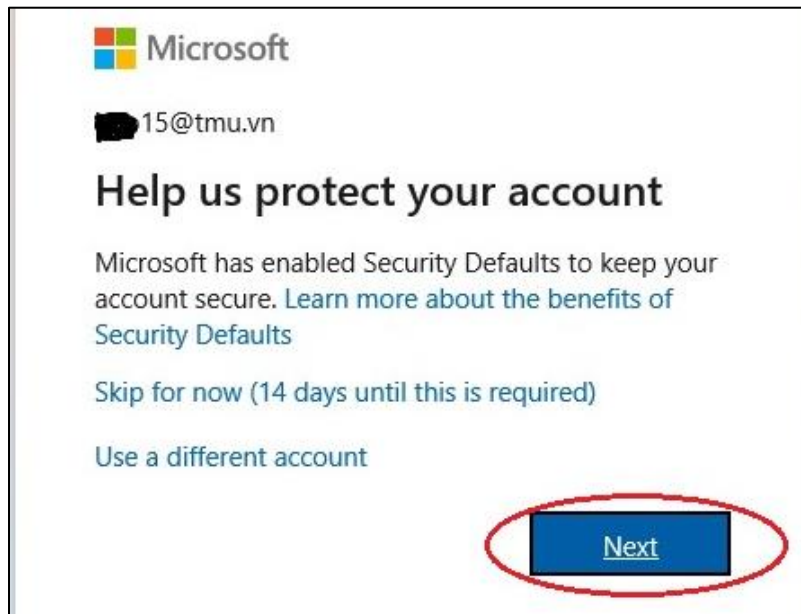 Microsoft
15@tmu.vn
Help us protect your account
Microsoft has enabled Security Defaults to keep your
account secure. Learn more about the benefits of
Security Defaults
Skip for now (14 days until this is required)
Use a different account
Next